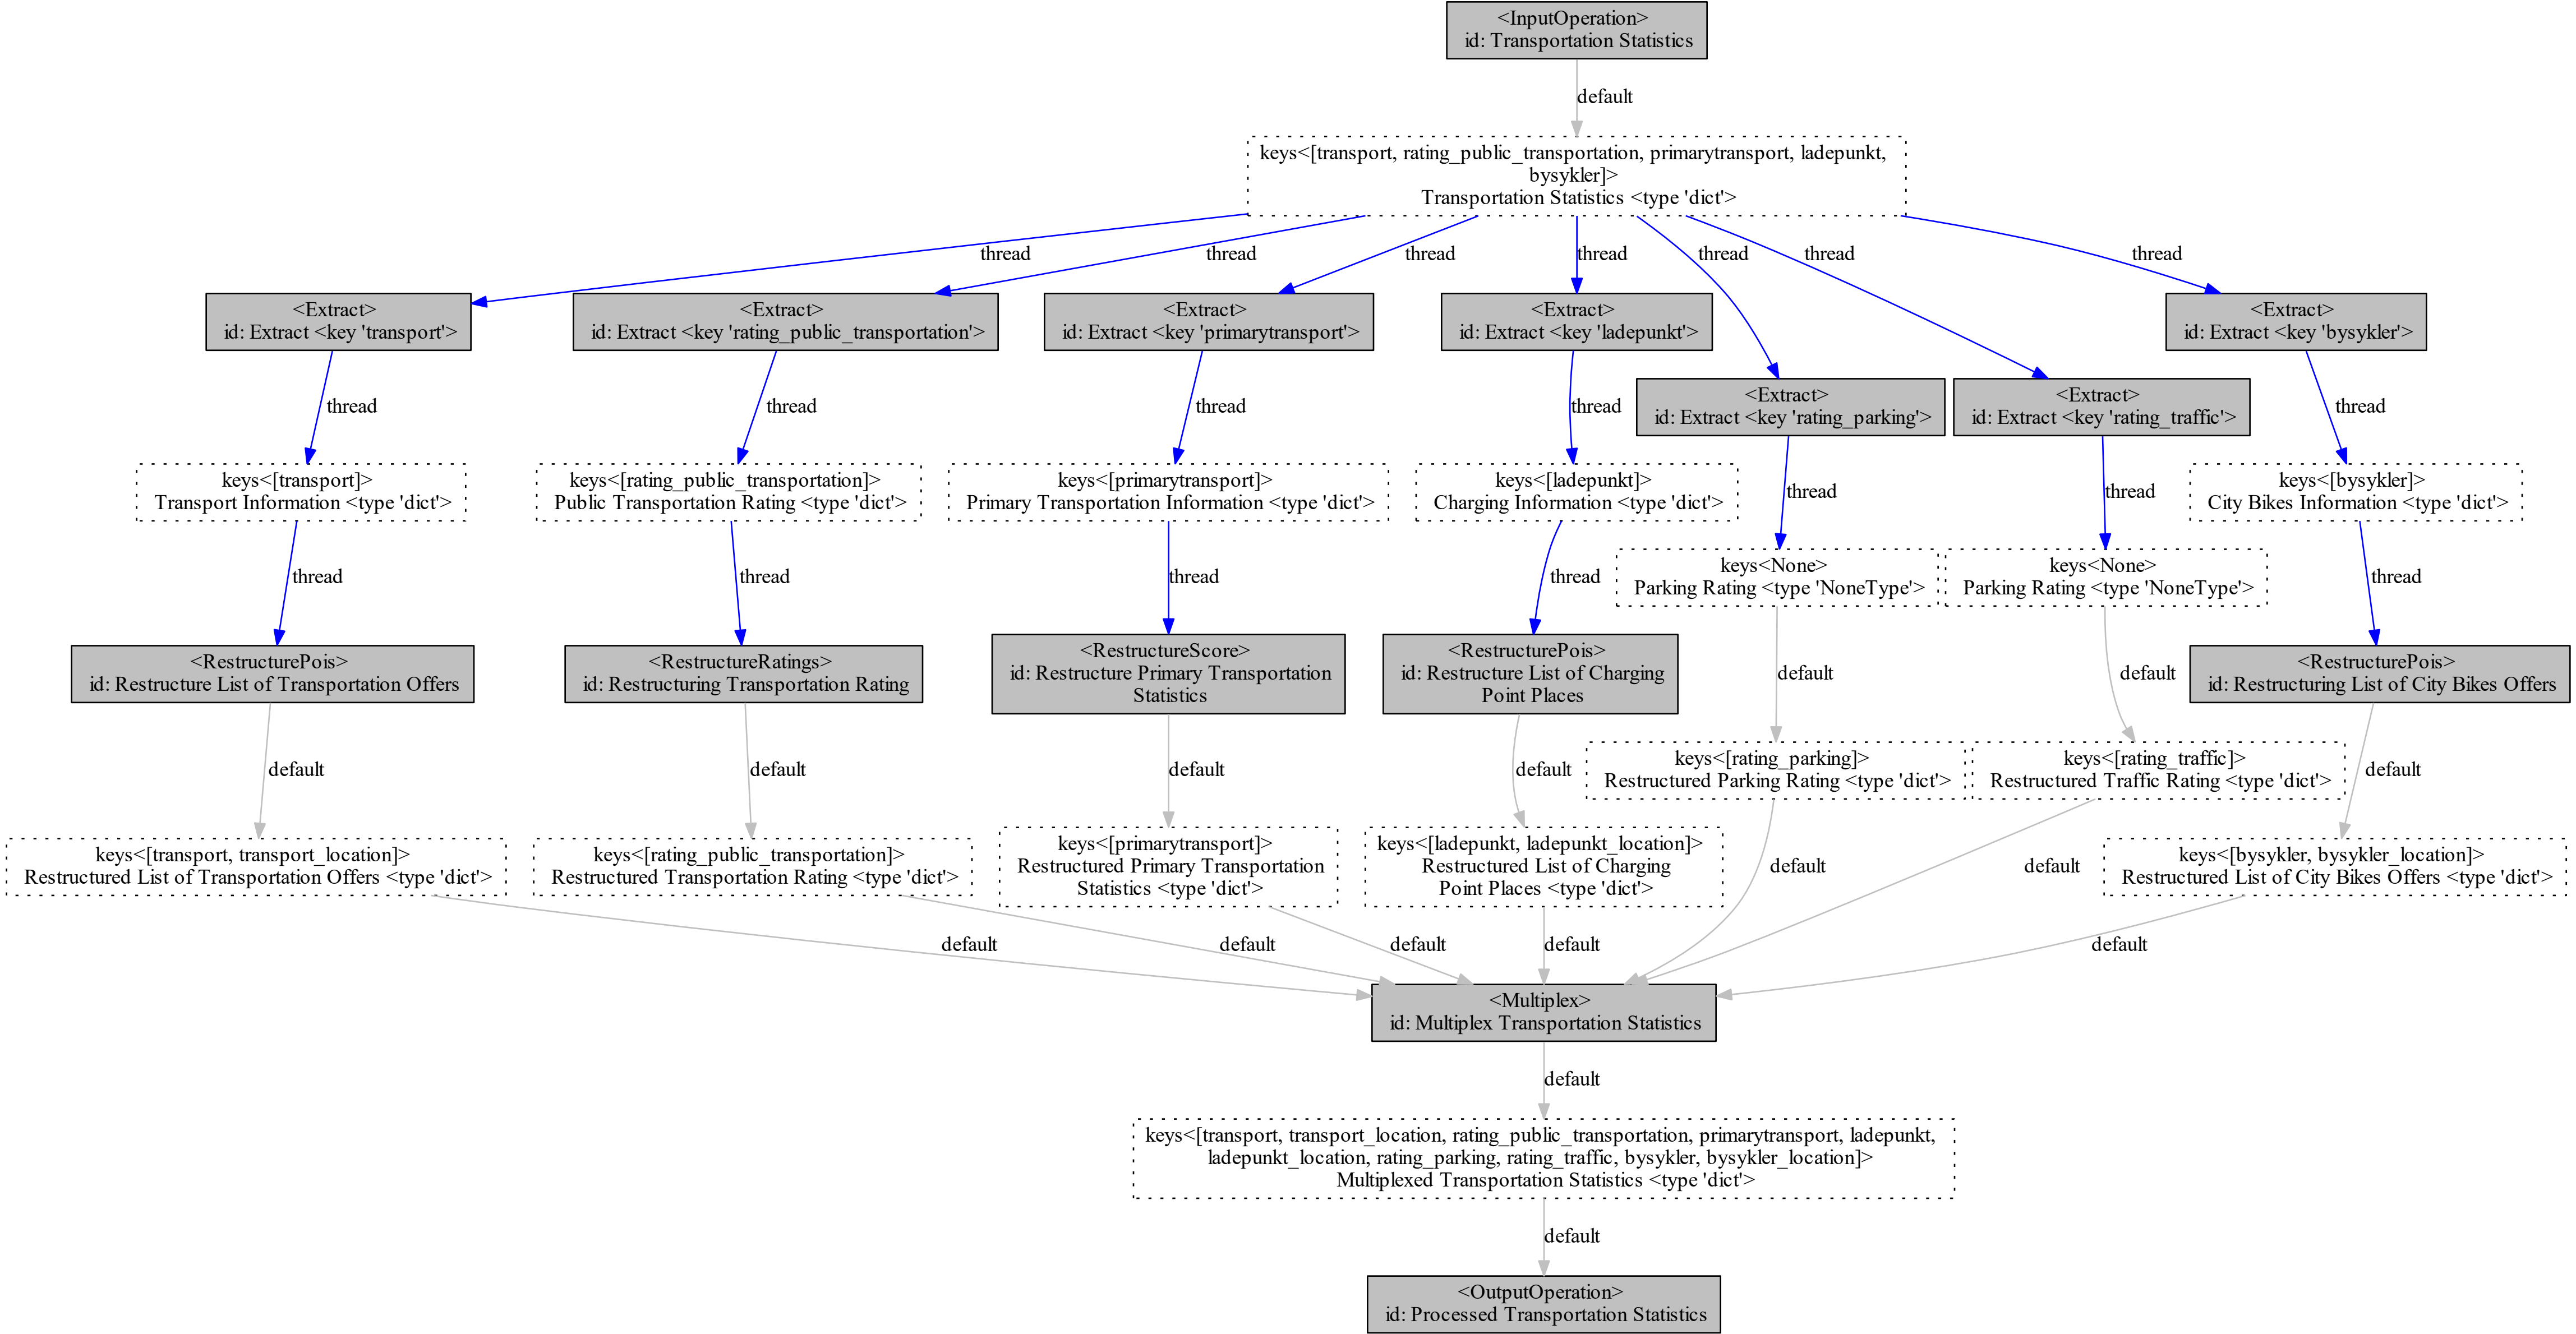 <InputOperation>
id: Transportation Statistics
default
keys<[transport, rating_public_transportation, primarytransport, ladepunkt,
bysykler]>
Transportation Statistics <type 'dict'>
thread
thread
thread
thread
thread
thread
thread
<Extract>
id: Extract <key 'transport'>
<Extract>
id: Extract <key 'rating_public_transportation'>
<Extract>
id: Extract <key 'primarytransport'>
<Extract>
id: Extract <key 'ladepunkt'>
<Extract>
id: Extract <key 'bysykler'>
<Extract>
id: Extract <key 'rating_parking'>
<Extract>
id: Extract <key 'rating_traffic'>
thread
thread
thread
thread
thread
keys<[transport]>
Transport Information <type 'dict'>
keys<[rating_public_transportation]>
Public Transportation Rating <type 'dict'>
keys<[primarytransport]>
Primary Transportation Information <type 'dict'>
keys<[ladepunkt]>
Charging Information <type 'dict'>
thread
thread
keys<[bysykler]>
City Bikes Information <type 'dict'>
thread
thread
thread
thread
keys<None>
Parking Rating <type 'NoneType'>
keys<None>
Parking Rating <type 'NoneType'>
thread
<RestructurePois>
id: Restructure List of Transportation Offers
<RestructureRatings>
id: Restructuring Transportation Rating
<RestructureScore>
id: Restructure Primary Transportation
Statistics
<RestructurePois>
id: Restructure List of Charging
Point Places
default
default
<RestructurePois>
id: Restructuring List of City Bikes Offers
default
default
default
default
keys<[rating_parking]>
Restructured Parking Rating <type 'dict'>
keys<[rating_traffic]>
Restructured Traffic Rating <type 'dict'>
default
keys<[transport, transport_location]>
Restructured List of Transportation Offers <type 'dict'>
keys<[rating_public_transportation]>
Restructured Transportation Rating <type 'dict'>
keys<[primarytransport]>
Restructured Primary Transportation
Statistics <type 'dict'>
keys<[ladepunkt, ladepunkt_location]>
Restructured List of Charging
Point Places <type 'dict'>
default
default
keys<[bysykler, bysykler_location]>
Restructured List of City Bikes Offers <type 'dict'>
default
default
default
default
default
<Multiplex>
id: Multiplex Transportation Statistics
default
keys<[transport, transport_location, rating_public_transportation, primarytransport, ladepunkt,
ladepunkt_location, rating_parking, rating_traffic, bysykler, bysykler_location]>
Multiplexed Transportation Statistics <type 'dict'>
default
<OutputOperation>
id: Processed Transportation Statistics